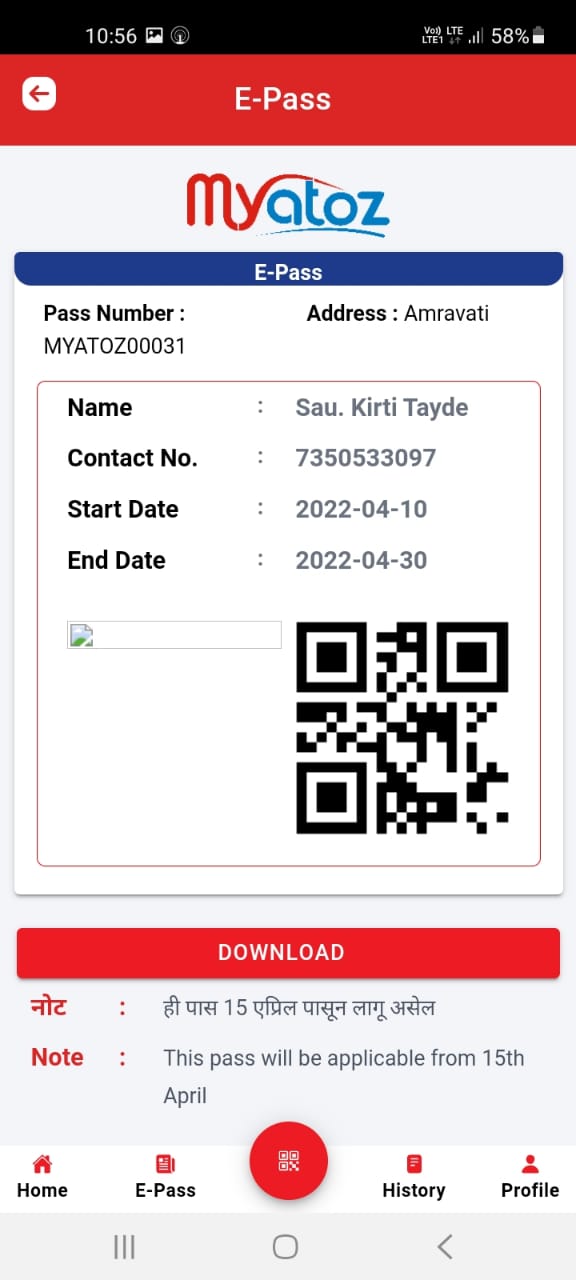 10:56 Vo) LTE LTE1 58%
E-Pass
Myatoz
E-Pass
Pass Number : Address : Amravati
MYATOZ00031
Name : Sau. Kirti Tayde
Contact No. : 7350533097
Start Date : 2022-04-10
End Date : 2022-04-30
DOWNLOAD
नोट : ही पास 15 एप्रिल पासून लागू असेल
Note : This pass will be applicable from 15th
April
Home E-Pass History Profile